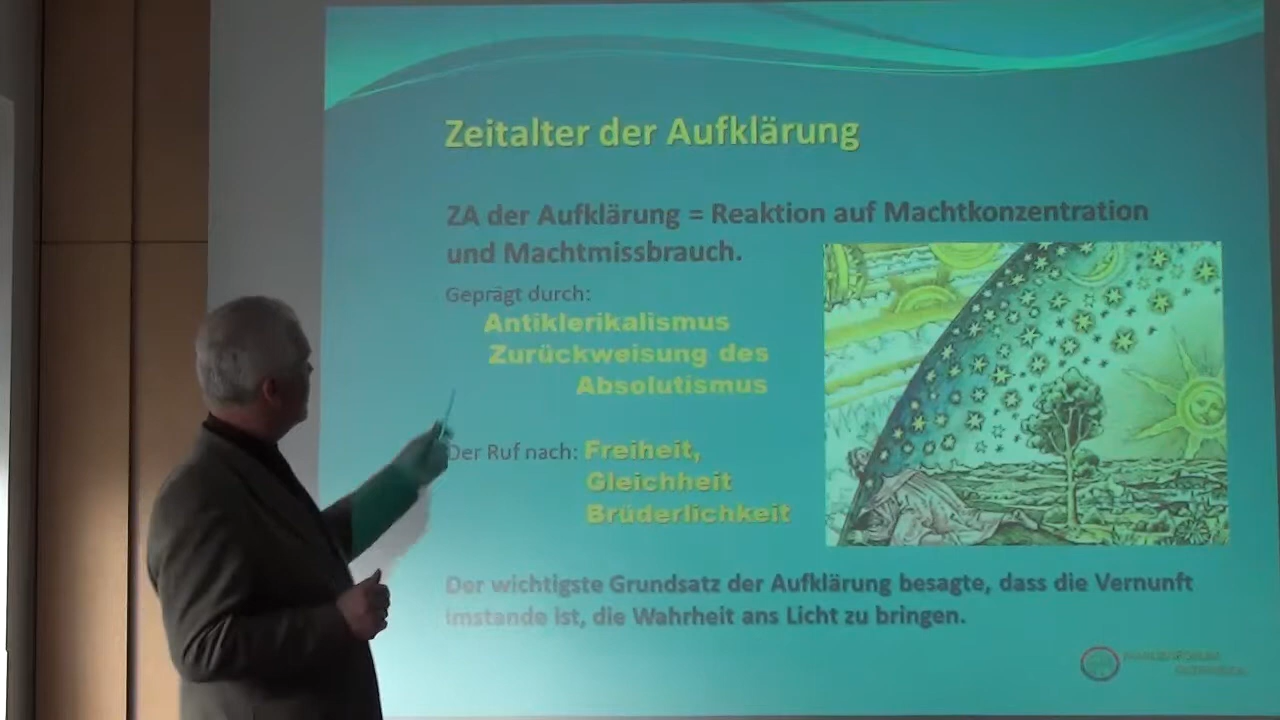 Zeitalter der Aufklärung
ZA der Aufklärung = Reaktion auf Machtkonzentration
und Machtmissbrauch.
Geprägt durch:
Antiklerikalismus
Zurückweisung des
Absolutismus
Der Ruf nach: Freiheit,
Gleichheit
Brüderlichkeit
Der wichtigste Grundsatz der Aufklärung besagte, dass die Vernunft
imstande ist, die Wahrheit ans Licht zu bringen.